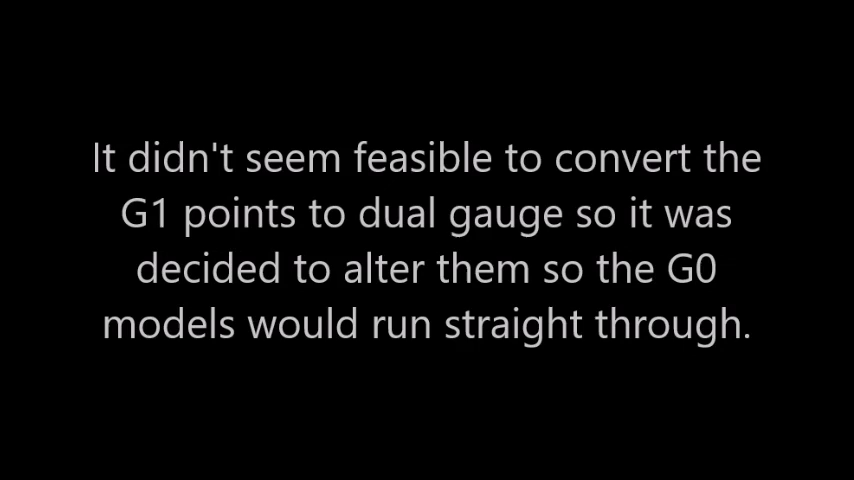 It didn't seem feasible to convert the
G1 points to dual gauge so it was
decided to alter them so the G0
models would run straight through.